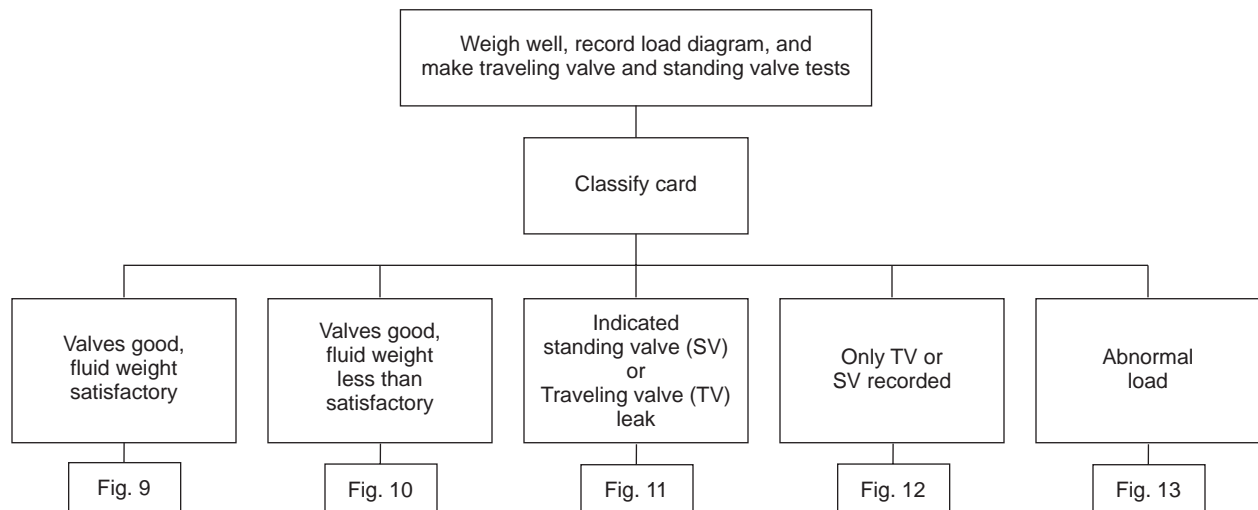 Weigh well, record load diagram, and
make traveling valve and standing valve tests
Classify card
Valves good,
fluid weight
satisfactory
Valves good,
fluid weight
less than
satisfactory
Indicated
standing valve (SV)
or
Traveling valve (TV)
leak
Only TV or
SV recorded
Abnormal
load
Fig. 9
Fig. 10
Fig. 11
Fig. 12
Fig. 13